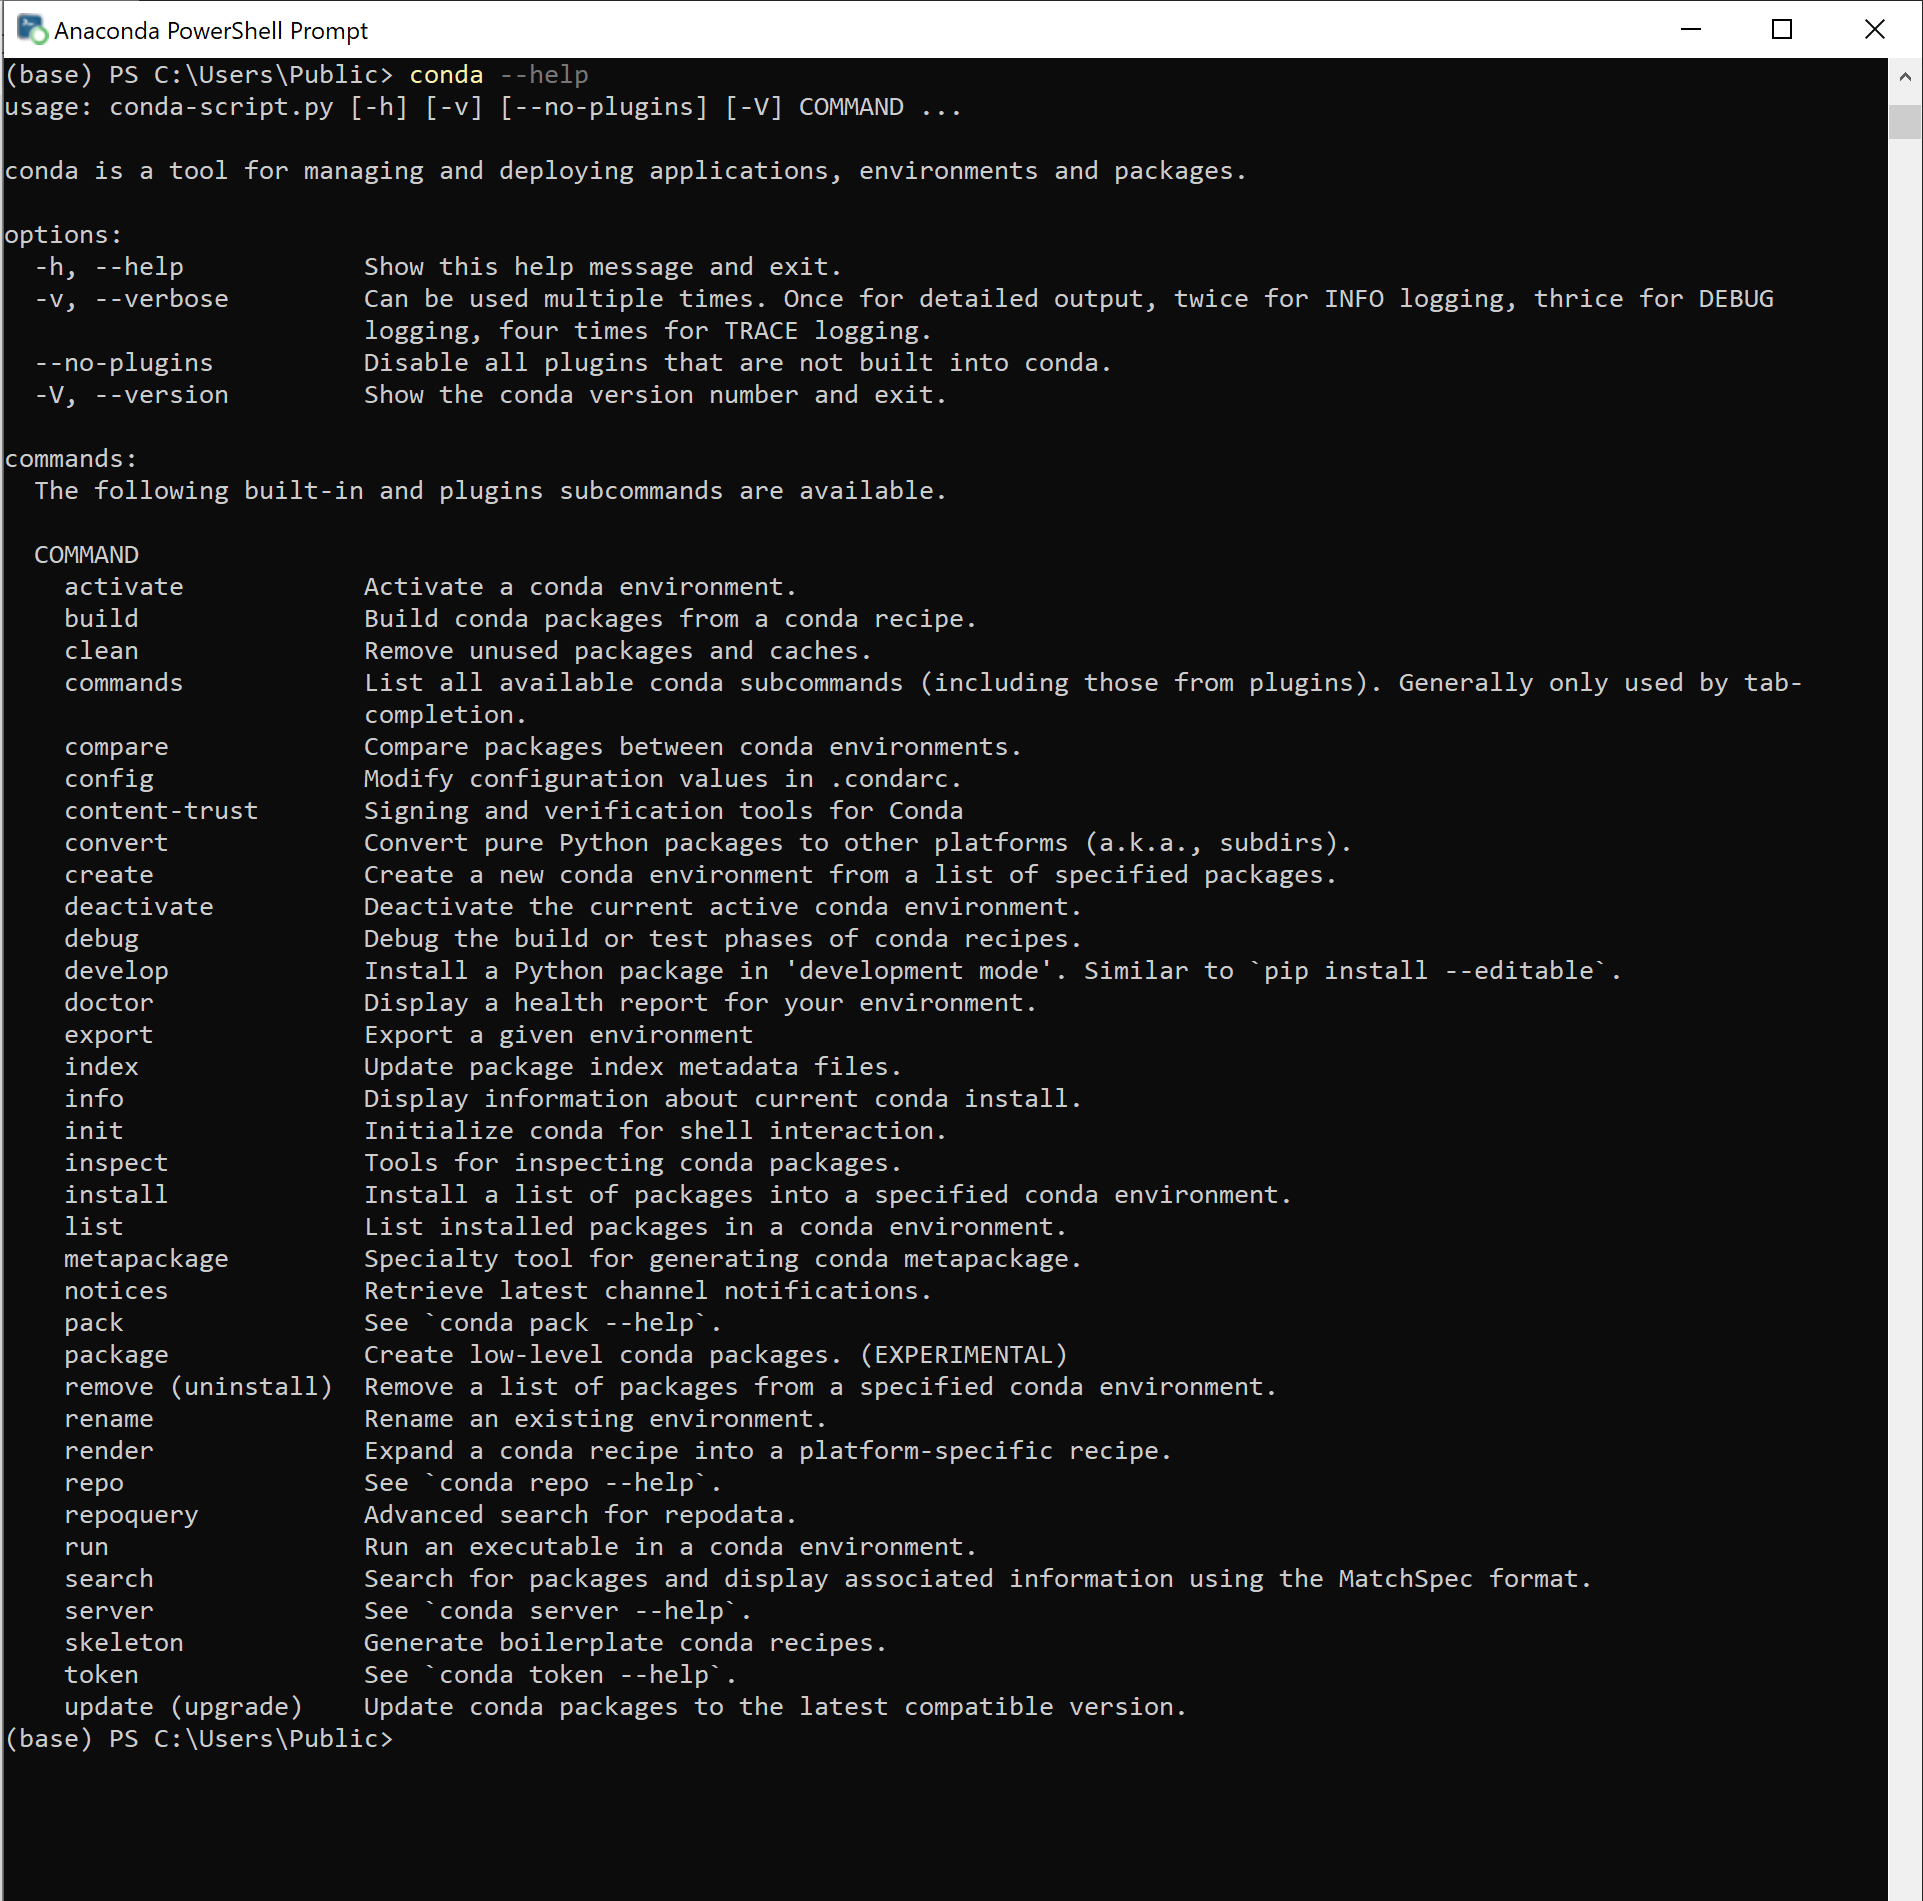 Anaconda PowerShell Prompt
(base) PS C:\Users\Public> conda --help
usage: conda-script.py [-h] [-v] [--no-plugins] [-V] COMMAND ...

conda is a tool for managing and deploying applications, environments and packages.

options:
  -h, --help            Show this help message and exit.
  -v, --verbose         Can be used multiple times. Once for detailed output, twice for INFO logging, thrice for DEBUG
                        logging, four times for TRACE logging.
  --no-plugins          Disable all plugins that are not built into conda.
  -V, --version         Show the conda version number and exit.

commands:
  The following built-in and plugins subcommands are available.

  COMMAND
    activate            Activate a conda environment.
    build               Build conda packages from a conda recipe.
    clean               Remove unused packages and caches.
    commands            List all available conda subcommands (including those from plugins). Generally only used by tab-
                        completion.
    compare             Compare packages between conda environments.
    config              Modify configuration values in .condarc.
    content-trust       Signing and verification tools for Conda
    convert             Convert pure Python packages to other platforms (a.k.a., subdirs).
    create              Create a new conda environment from a list of specified packages.
    deactivate          Deactivate the current active conda environment.
    debug               Debug the build or test phases of conda recipes.
    develop             Install a Python package in 'development mode'. Similar to `pip install --editable`.
    doctor              Display a health report for your environment.
    export              Export a given environment
    index               Update package index metadata files.
    info                Display information about current conda install.
    init                Initialize conda for shell interaction.
    inspect             Tools for inspecting conda packages.
    install             Install a list of packages into a specified conda environment.
    list                List installed packages in a conda environment.
    metapackage         Specialty tool for generating conda metapackage.
    notices             Retrieve latest channel notifications.
    pack                See `conda pack --help`.
    package             Create low-level conda packages. (EXPERIMENTAL)
    remove (uninstall)  Remove a list of packages from a specified conda environment.
    rename              Rename an existing environment.
    render              Expand a conda recipe into a platform-specific recipe.
    repo                See `conda repo --help`.
    repoquery           Advanced search for repodata.
    run                 Run an executable in a conda environment.
    search              Search for packages and display associated information using the MatchSpec format.
    server              See `conda server --help`.
    skeleton            Generate boilerplate conda recipes.
    token               See `conda token --help`.
    update (upgrade)    Update conda packages to the latest compatible version.
(base) PS C:\Users\Public>